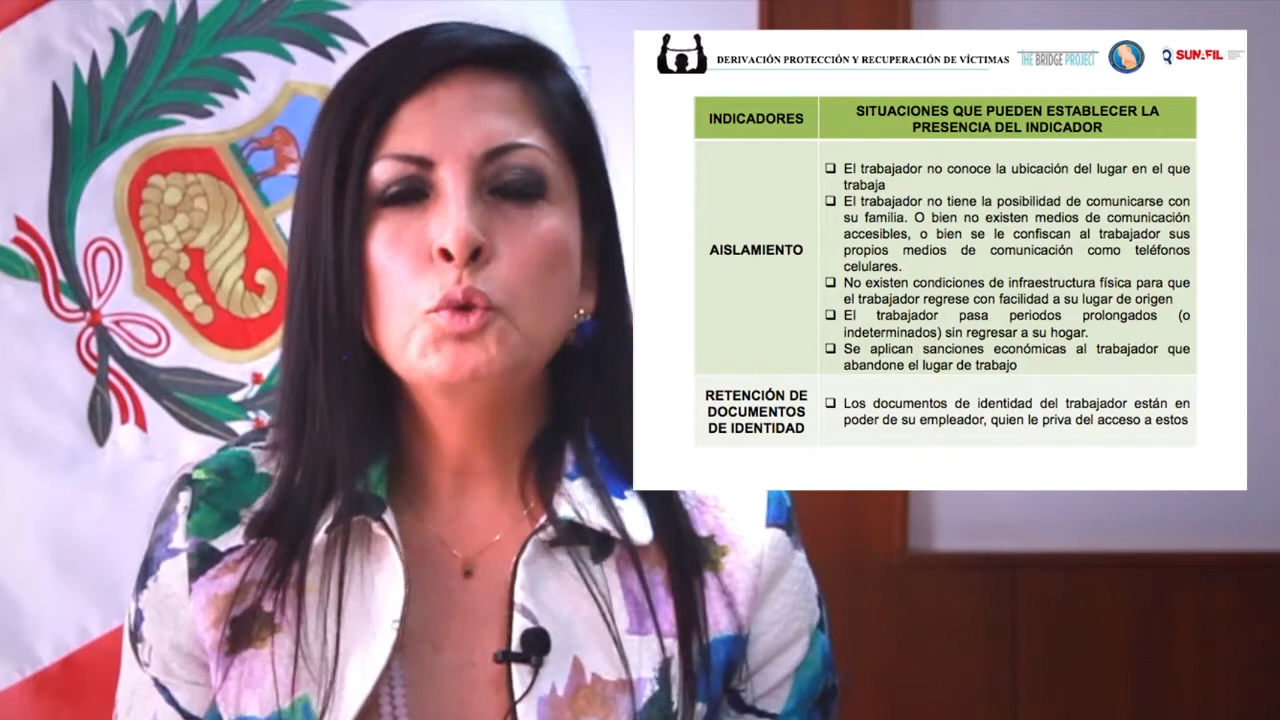 DERIVACIÓN PROTECCIÓN Y RECUPERACIÓN DE VÍCTIMAS
THE BRIDGE PROJECT
SUNAFIL
INDICADORES
SITUACIONES QUE PUEDEN ESTABLECER LA
PRESENCIA DEL INDICADOR
AISLAMIENTO
❑ El trabajador no conoce la ubicación del lugar en el que
trabaja
❑ El trabajador no tiene la posibilidad de comunicarse con
su familia. O bien no existen medios de comunicación
accesibles, o bien se le confiscan al trabajador sus
propios medios de comunicación como teléfonos
celulares.
❑ No existen condiciones de infraestructura física para que
el trabajador regrese con facilidad a su lugar de origen
❑ El trabajador pasa periodos prolongados (o
indeterminados) sin regresar a su hogar.
❑ Se aplican sanciones económicas al trabajador que
abandone el lugar de trabajo
RETENCIÓN DE
DOCUMENTOS
DE IDENTIDAD
❑ Los documentos de identidad del trabajador están en
poder de su empleador, quien le priva del acceso a estos